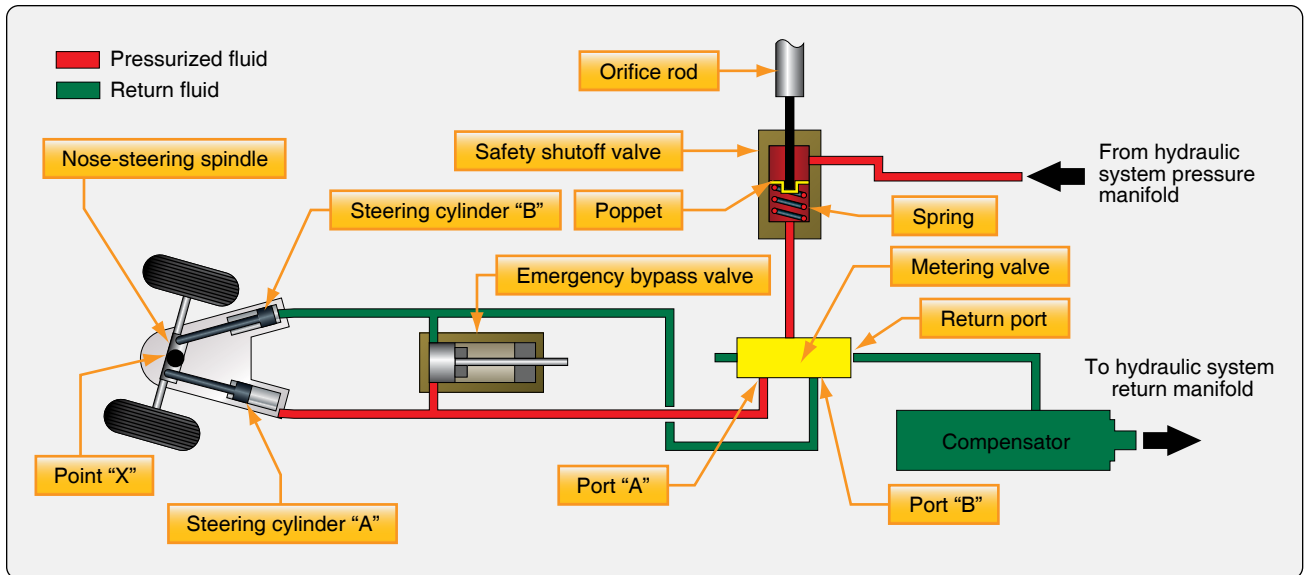 Pressurized fluid
Return fluid
Orifice rod
Nose-steering spindle
Safety shutoff valve
From hydraulic
system pressure
manifold
Steering cylinder “B”
Poppet
Spring
Emergency bypass valve
Metering valve
Return port
To hydraulic system
return manifold
Compensator
Point “X”
Port “A”
Port “B”
Steering cylinder “A”